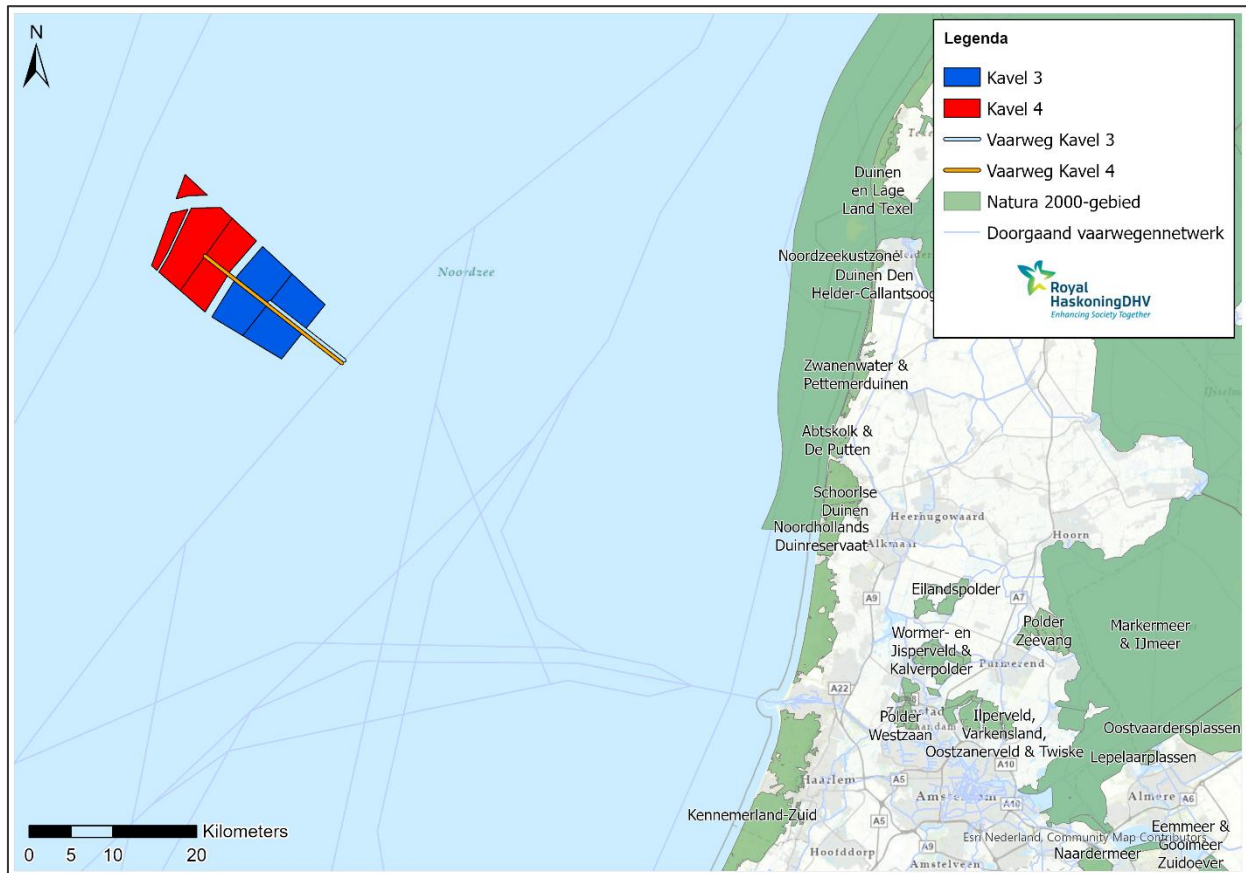 N
Legenda
Kavel 3
Kavel 4
Vaarweg Kavel 3
Vaarweg Kavel 4
Natura 2000-gebied
Doorgaand vaarwegennetwerk
Royal
HaskoningDHV
Enhancing Society Together
Noordzee
Duinen
en Lage
Land Texel
Noordzeekustzone
Duinen Den
Helder-Callantsoog
Zwanenwater &
Pettemerduinen
Abtskolk &
De Putten
Schoorlse
Duinen
Noordhollands
Duinreservaat
Heerhugowaard
Alkmaar
Hoorn
A9
A7
Eilandspolder
Polder
Zeevang
Markermeer
& IJmeer
Wormer- en
Jisperveld &
Kalverpolder
Purmerend
A22
Polder
Westzaan
Ilperveld,
Varkensland,
Oostzanerveld & Twiske
Oostvaardersplassen
Lepelaarplassen
A10
Haarlem
A5
Amsterdam
A10
Almere
A6
Kennemerland-Zuid
A5
A9
Hoofddorp
Amstelveen
Esri Nederland, Community Map Contributors
Naardermeer
Eemmeer &
Gooimeer
Zuidoever
Kilometers
0 5 10 20